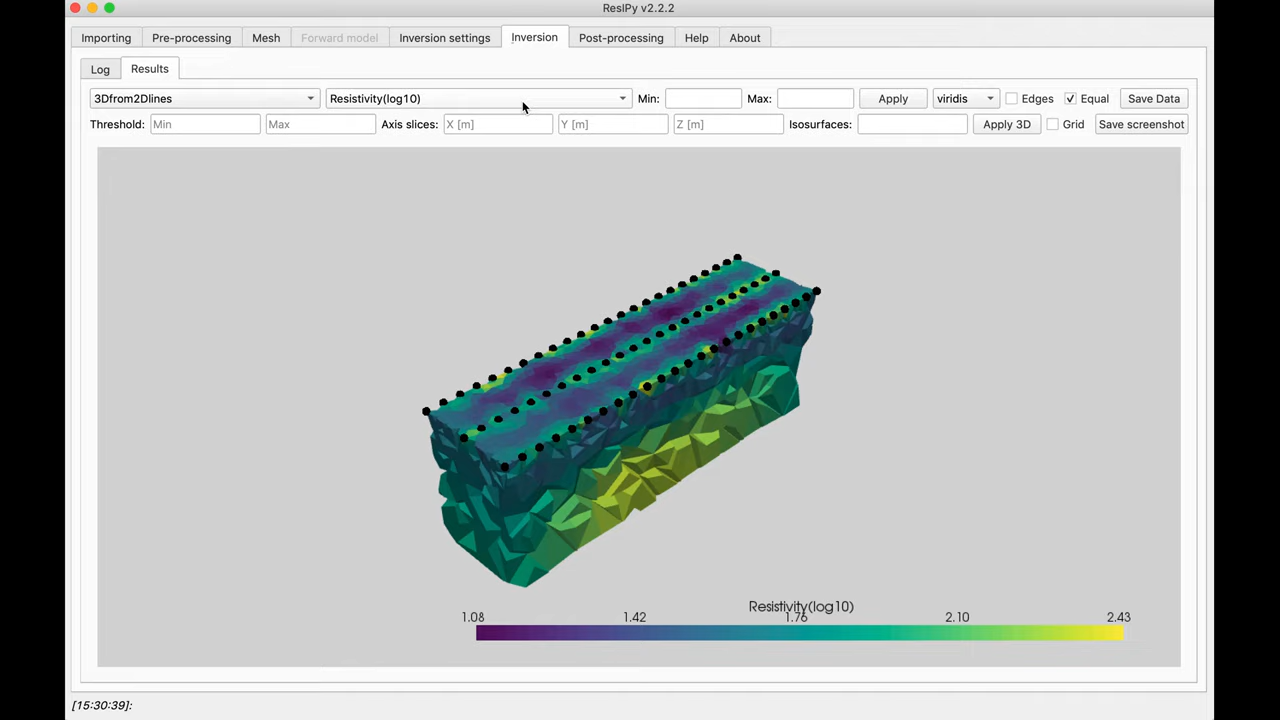 ResIPy v2.2.2
Importing Pre-processing Mesh Forward model Inversion settings Inversion Post-processing Help About
Log Results
3Dfrom2Dlines Resistivity(log10) Min: Max: Apply viridis Edges Equal Save Data
Threshold: Min Max Axis slices: X [m] Y [m] Z [m] Isosurfaces: Apply 3D Grid Save screenshot
Resistivity(log10)
1.08 1.42 1.76 2.10 2.43
[15:30:39]: